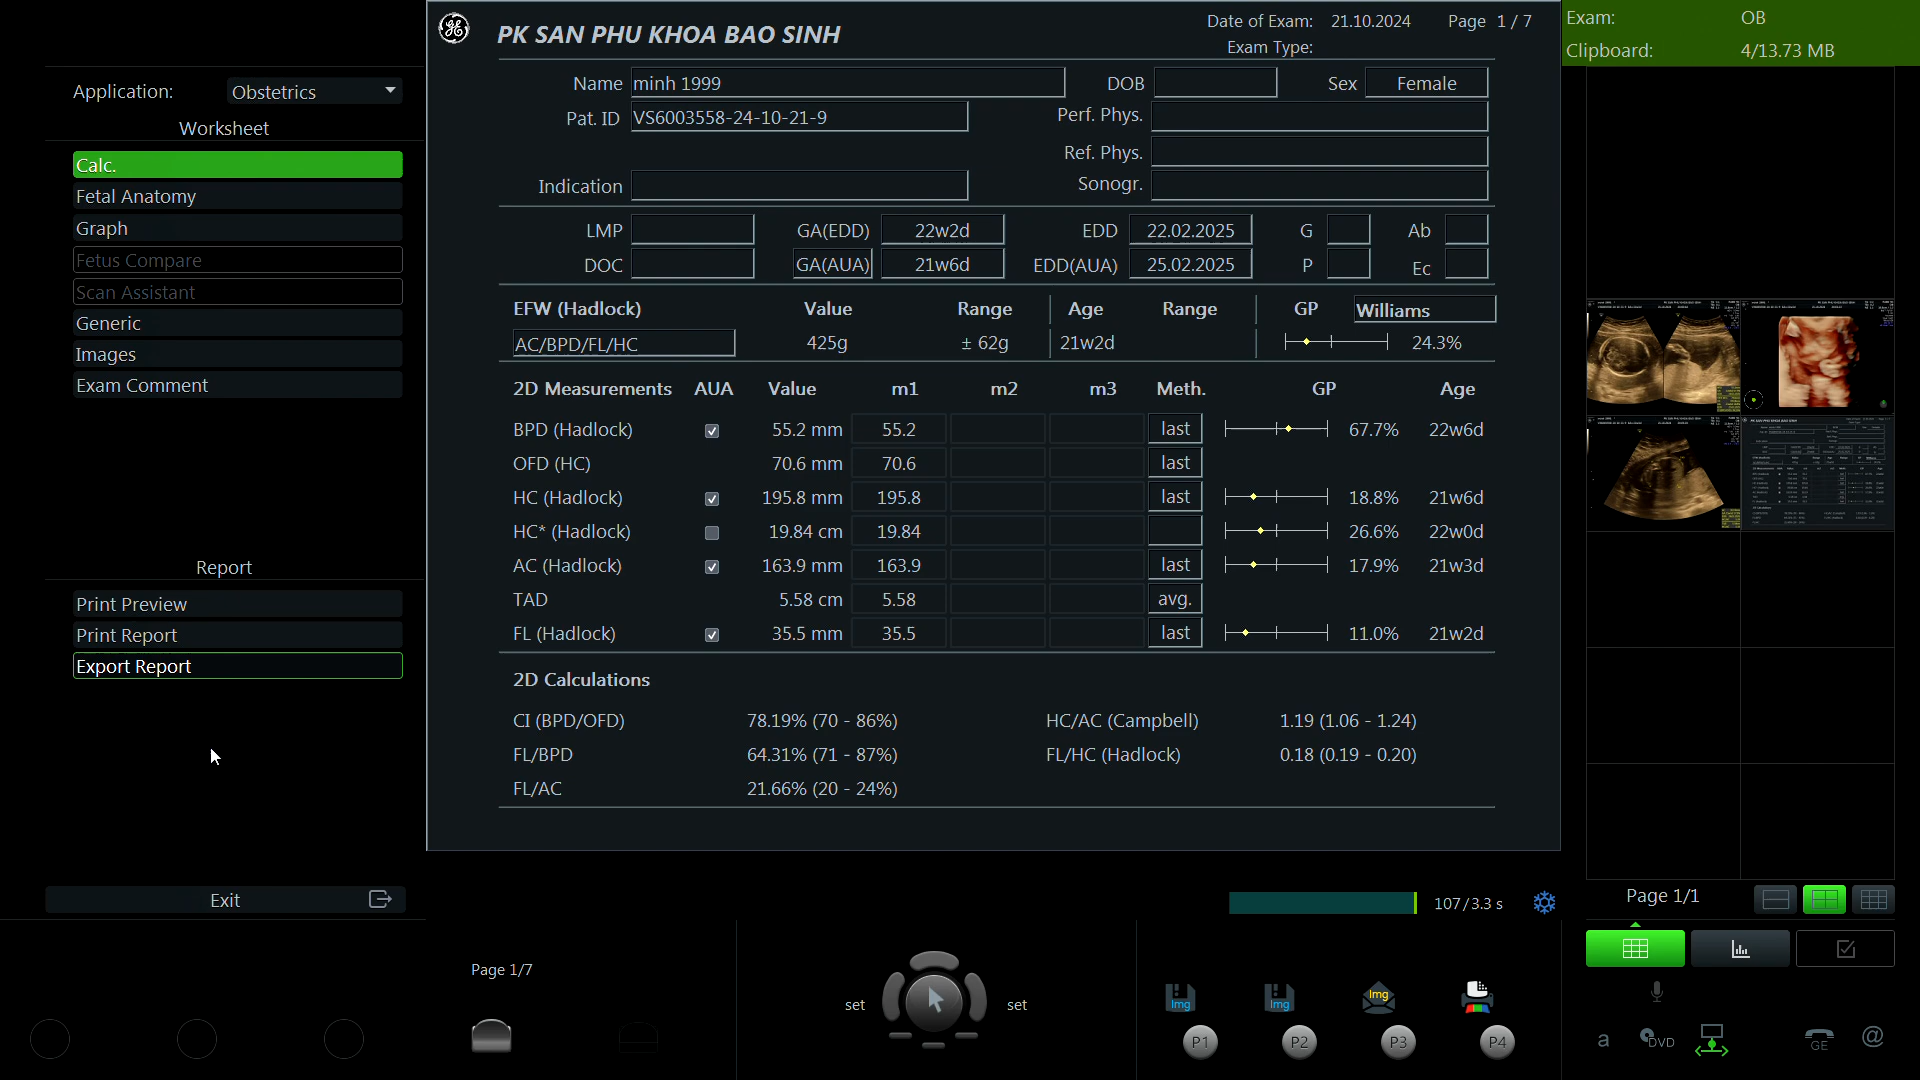 PK SAN PHU KHOA BAO SINH
Date of Exam: 21.10.2024 Page 1 / 7
Exam Type:
Exam: OB
Clipboard: 4/13.73 MB
Application: Obstetrics
Worksheet
Calc.
Fetal Anatomy
Graph
Fetus Compare
Scan Assistant
Generic
Images
Exam Comment
Report
Print Preview
Print Report
Export Report
Exit
Name minh 1999 DOB Sex Female
Pat. ID VS6003558-24-10-21-9 Perf. Phys.
Ref. Phys.
Indication Sonogr.
LMP GA(EDD) 22w2d EDD 22.02.2025 G Ab
DOC GA(AUA) 21w6d EDD(AUA) 25.02.2025 P Ec
EFW (Hadlock) Value Range Age Range GP Williams
AC/BPD/FL/HC 425g ± 62g 21w2d 24.3%
2D Measurements AUA Value m1 m2 m3 Meth. GP Age
BPD (Hadlock) 55.2 mm 55.2 last 67.7% 22w6d
OFD (HC) 70.6 mm 70.6 last
HC (Hadlock) 195.8 mm 195.8 last 18.8% 21w6d
HC* (Hadlock) 19.84 cm 19.84 26.6% 22w0d
AC (Hadlock) 163.9 mm 163.9 last 17.9% 21w3d
TAD 5.58 cm 5.58 avg.
FL (Hadlock) 35.5 mm 35.5 last 11.0% 21w2d
2D Calculations
CI (BPD/OFD) 78.19% (70 - 86%) HC/AC (Campbell) 1.19 (1.06 - 1.24)
FL/BPD 64.31% (71 - 87%) FL/HC (Hadlock) 0.18 (0.19 - 0.20)
FL/AC 21.66% (20 - 24%)
107/3.3 s
Page 1/1
Page 1/7
set set
Img Img Img
P1 P2 P3 P4
a DVD GE @